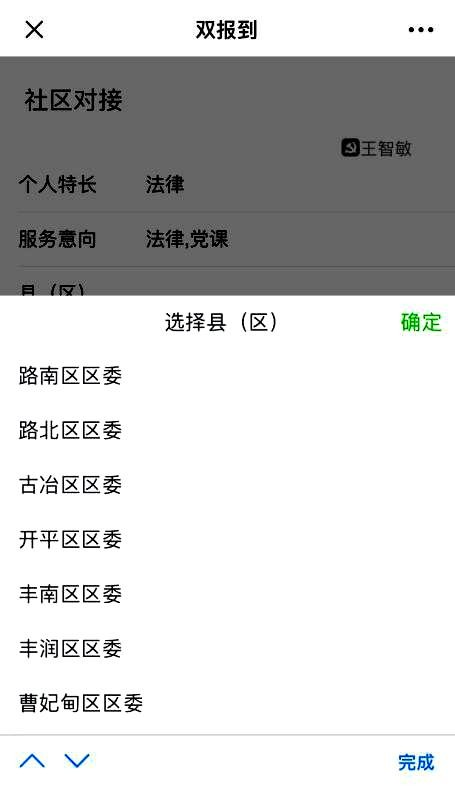 双报到
社区对接
王智敏
个人特长 法律
服务意向 法律,党课
县（区）
选择县（区） 确定
路南区区委
路北区区委
古冶区区委
开平区区委
丰南区区委
丰润区区委
曹妃甸区区委
完成